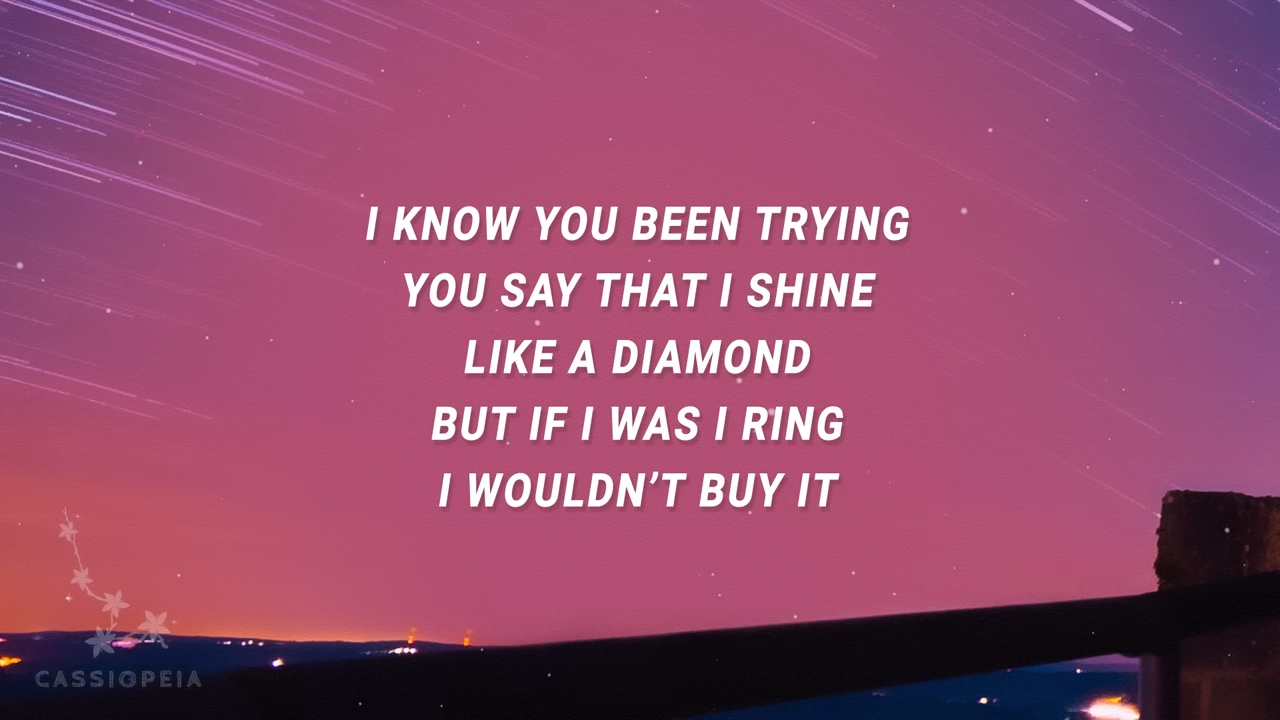 I KNOW YOU BEEN TRYING
YOU SAY THAT I SHINE
LIKE A DIAMOND
BUT IF I WAS I RING
I WOULDN’T BUY IT
CASSIOPEIA